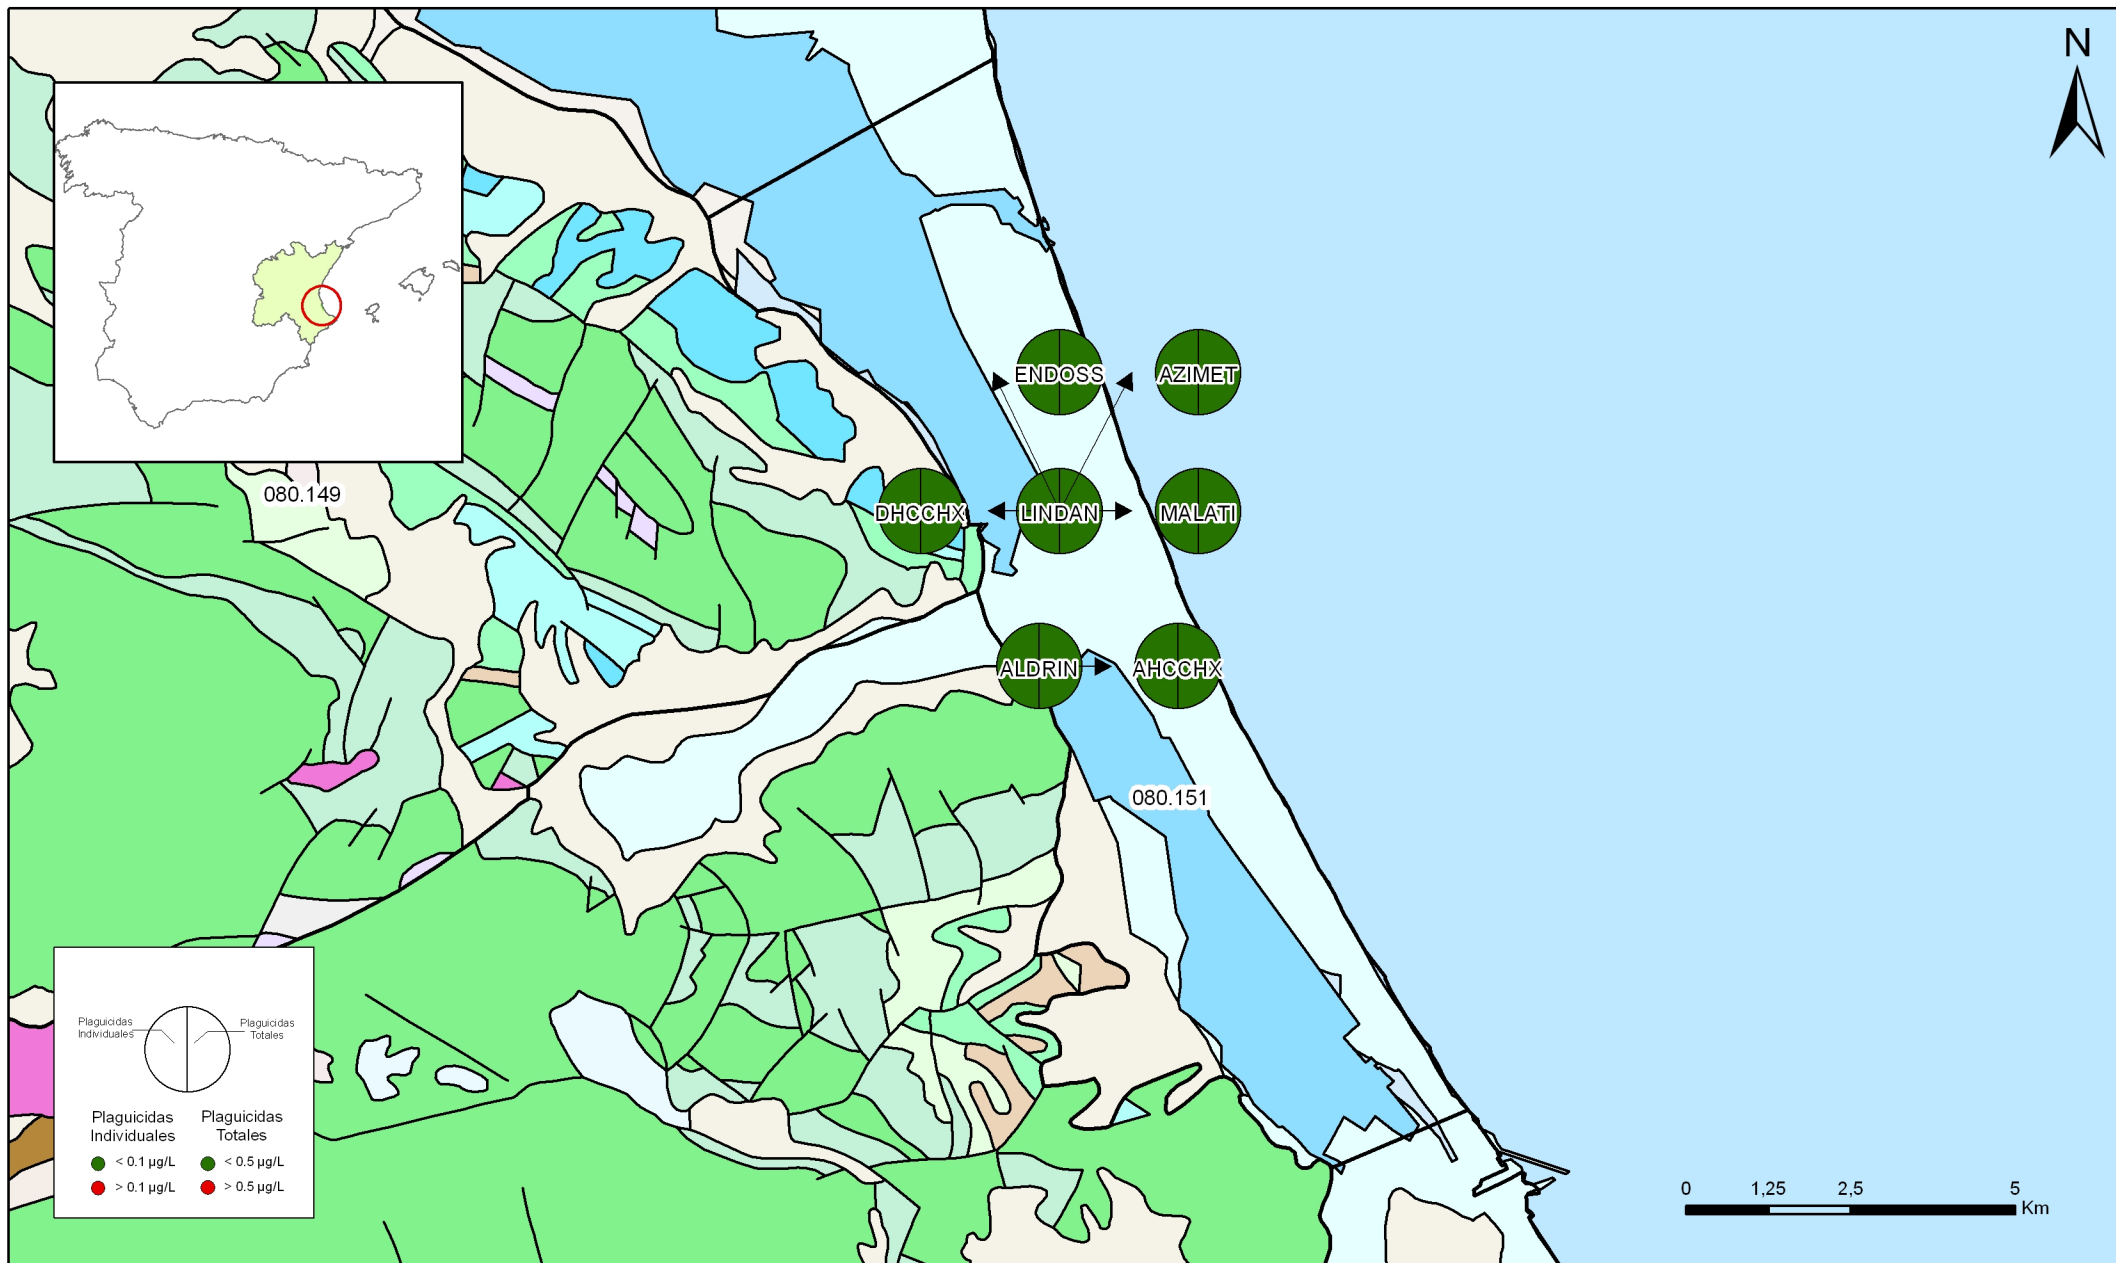 N
ENDOSS
AZIMET
080.149
DHCCHX
LINDAN
MALATI
ALDRIN
AHCCHX
080.151
Plaguicidas
Individuales
Plaguicidas
Totales
Plaguicidas
Individuales
Plaguicidas
Totales
< 0.1 µg/L
< 0.5 µg/L
> 0.1 µg/L
> 0.5 µg/L
0 1,25 2,5 5
Km